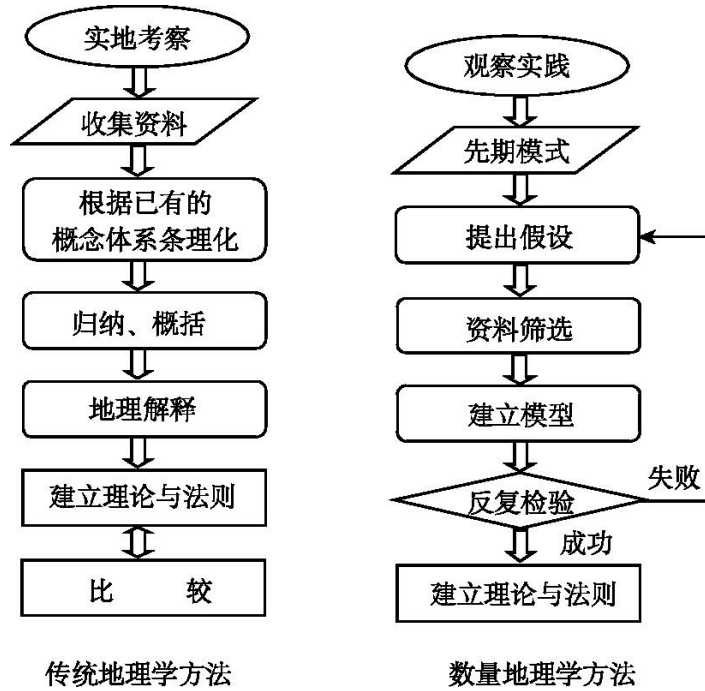 实地考察
收集资料
根据已有的
概念体系条理化
归纳、概括
地理解释
建立理论与法则
比 较
传统地理学方法
观察实践
先期模式
提出假设
资料筛选
建立模型
反复检验
失败
成功
建立理论与法则
数量地理学方法